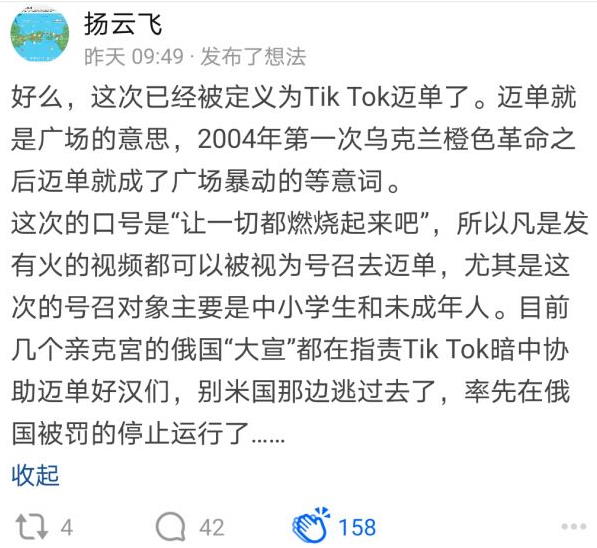 扬云飞
昨天 09:49 · 发布了想法
好么，这次已经被定义为Tik Tok迈单了。迈单就
是广场的意思，2004年第一次乌克兰橙色革命之
后迈单就成了广场暴动的等意词。
这次的口号是“让一切都燃烧起来吧”，所以凡是发
有火的视频都可以被视为号召去迈单，尤其是这
次的号召对象主要是中小学生和未成年人。目前
几个亲克宫的俄国“大宣”都在指责Tik Tok暗中协
助迈单好汉们，别米国那边逃过去了，率先在俄
国被罚的停止运行了……
收起
4 42 158